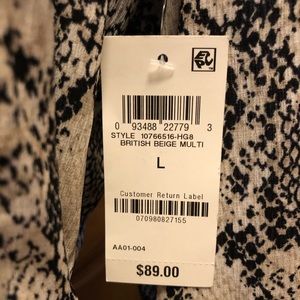 0 93488 22779 3
STYLE 10766516-HG8
BRITISH BEIGE MULTI
L
Customer Return Label
070980827155
AA01-004
$89.00